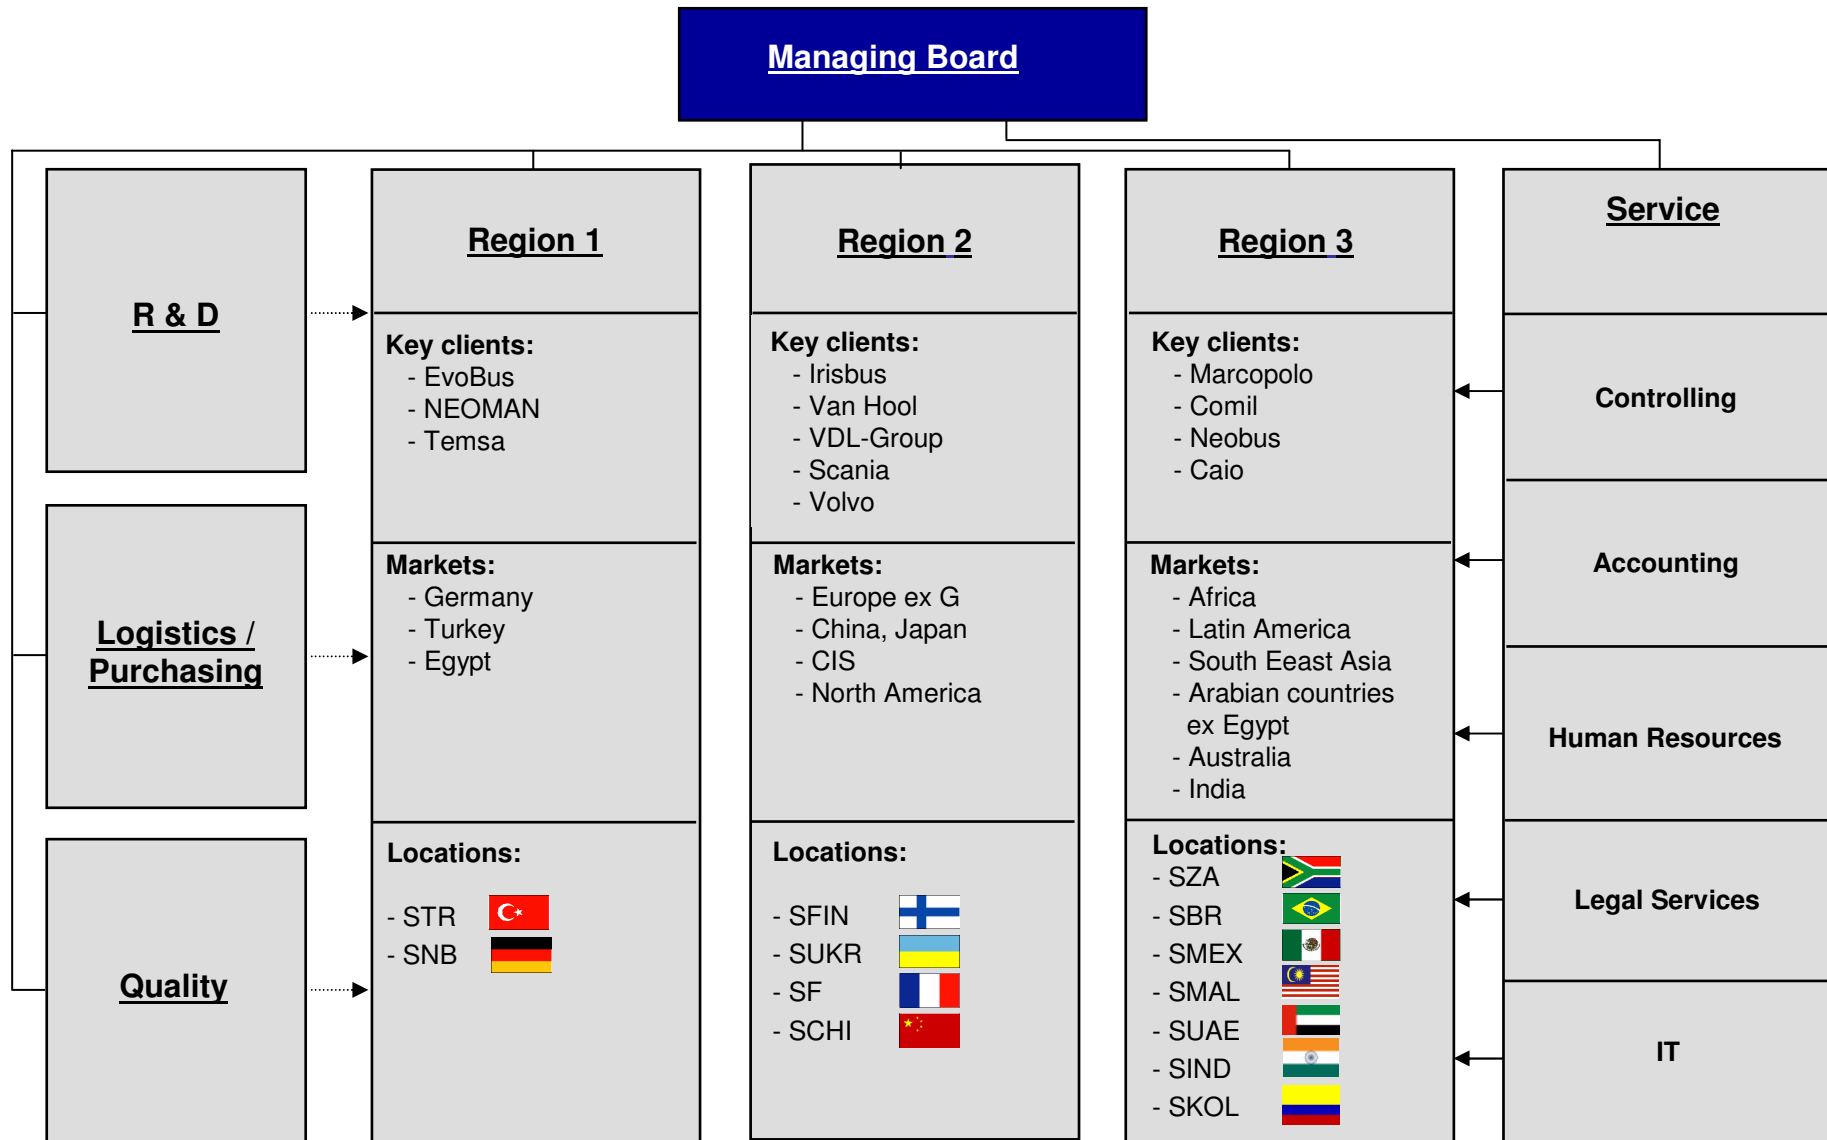 Managing Board
R & D
Logistics /
Purchasing
Quality
Region 1
Key clients:
- EvoBus
- NEOMAN
- Temsa
Markets:
- Germany
- Turkey
- Egypt
Locations:
- STR
- SNB
Region 2
Key clients:
- Irisbus
- Van Hool
- VDL-Group
- Scania
- Volvo
Markets:
- Europe ex G
- China, Japan
- CIS
- North America
Locations:
- SFIN
- SUKR
- SF
- SCHI
Region 3
Key clients:
- Marcopolo
- Comil
- Neobus
- Caio
Markets:
- Africa
- Latin America
- South Eeast Asia
- Arabian countries
ex Egypt
- Australia
- India
Locations:
- SZA
- SBR
- SMEX
- SMAL
- SUAE
- SIND
- SKOL
Service
Controlling
Accounting
Human Resources
Legal Services
IT